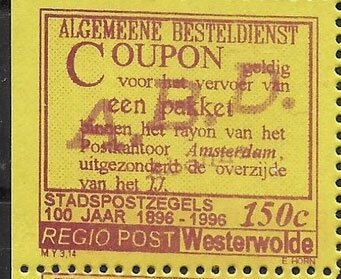 ALGEMEENE BESTELDIENST
COUPON geldig
voor het vervoer van
een pakket
binnen het rayon van het
Postkantoor Amsterdam,
uitgezonderd de overzijde
van het IJ.
A.B.D.
STADSPOSTZEGELS
100 JAAR 1896-1996 150c
REGIO POST Westerwolde
M Y 3,14 E. HORN